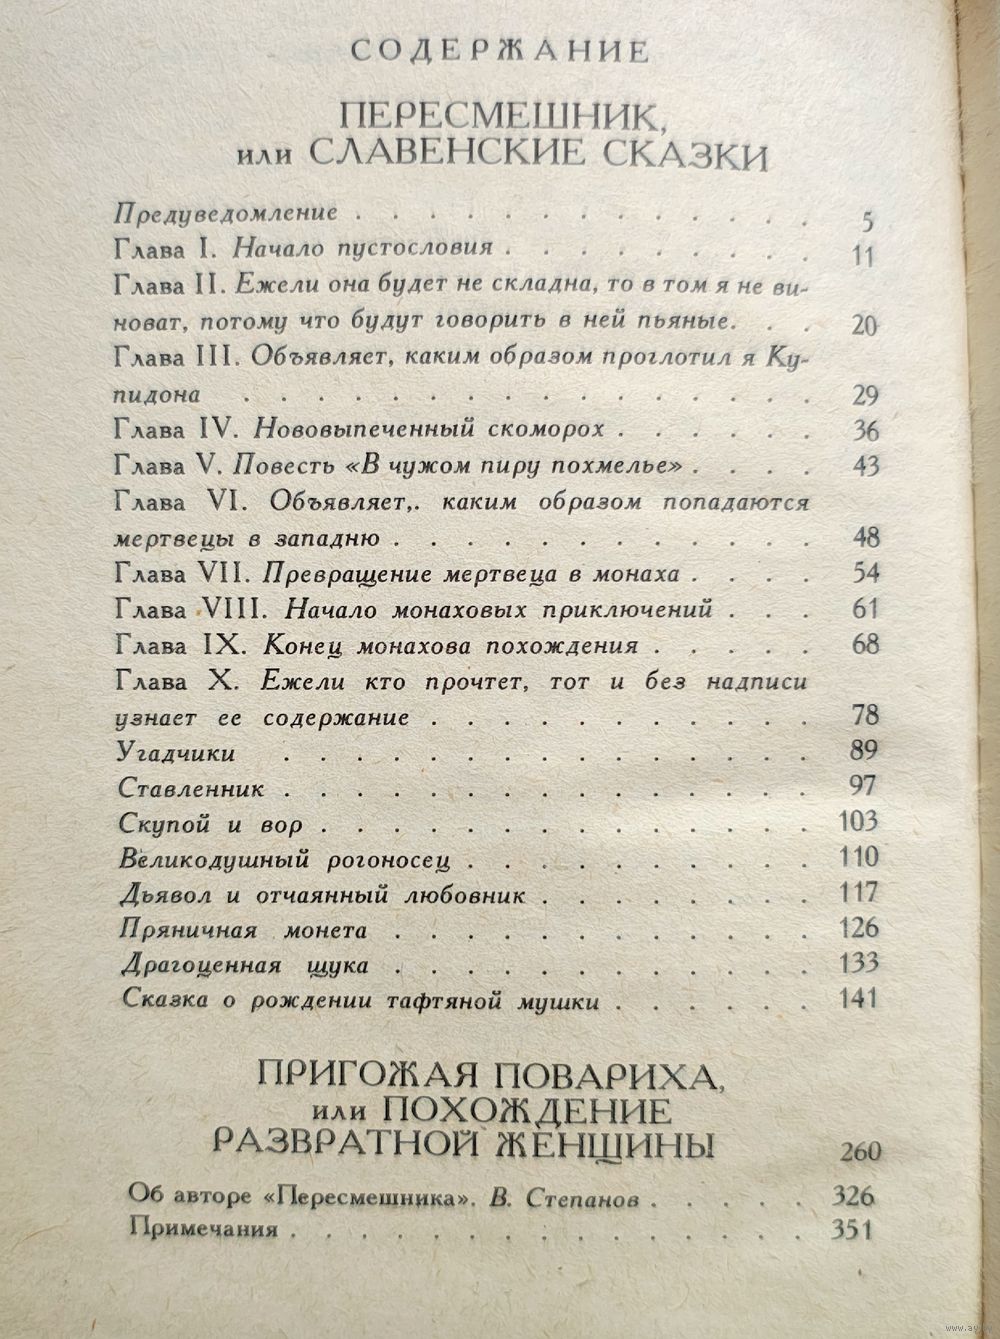 СОДЕРЖАНИЕ
ПЕРЕСМЕШНИК,
или СЛАВЕНСКИЕ СКАЗКИ
Предуведомление . . . . . . . . . . . . . 5
Глава I. Начало пустословия . . . . . . . . . 11
Глава II. Ежели она будет не складна, то в том я не ви-
новат, потому что будут говорить в ней пьяные. . . 20
Глава III. Объявляет, каким образом проглотил я Ку-
пидона . . . . . . . . . . . . . . . . 29
Глава IV. Нововыпеченный скоморох . . . . . . 36
Глава V. Повесть «В чужом пиру похмелье» . . . . 43
Глава VI. Объявляет,. каким образом попадаются
мертвецы в западню . . . . . . . . . . . . 48
Глава VII. Превращение мертвеца в монаха . . . . 54
Глава VIII. Начало монаховых приключений . . . 61
Глава IX. Конец монахова похождения . . . . . 68
Глава X. Ежели кто прочтет, тот и без надписи
узнает ее содержание . . . . . . . . . . . 78
Угадчики . . . . . . . . . . . . . . . 89
Ставленник . . . . . . . . . . . . . . . 97
Скупой и вор . . . . . . . . . . . . . . 103
Великодушный рогоносец . . . . . . . . . . 110
Дьявол и отчаянный любовник . . . . . . . . 117
Пряничная монета . . . . . . . . . . . . 126
Драгоценная щука . . . . . . . . . . . . 133
Сказка о рождении тафтяной мушки . . . . . . 141
ПРИГОЖАЯ ПОВАРИХА,
или ПОХОЖДЕНИЕ
РАЗВРАТНОЙ ЖЕНЩИНЫ 260
Об авторе «Пересмешника». В. Степанов . . . . . 326
Примечания . . . . . . . . . . . . . . . 351